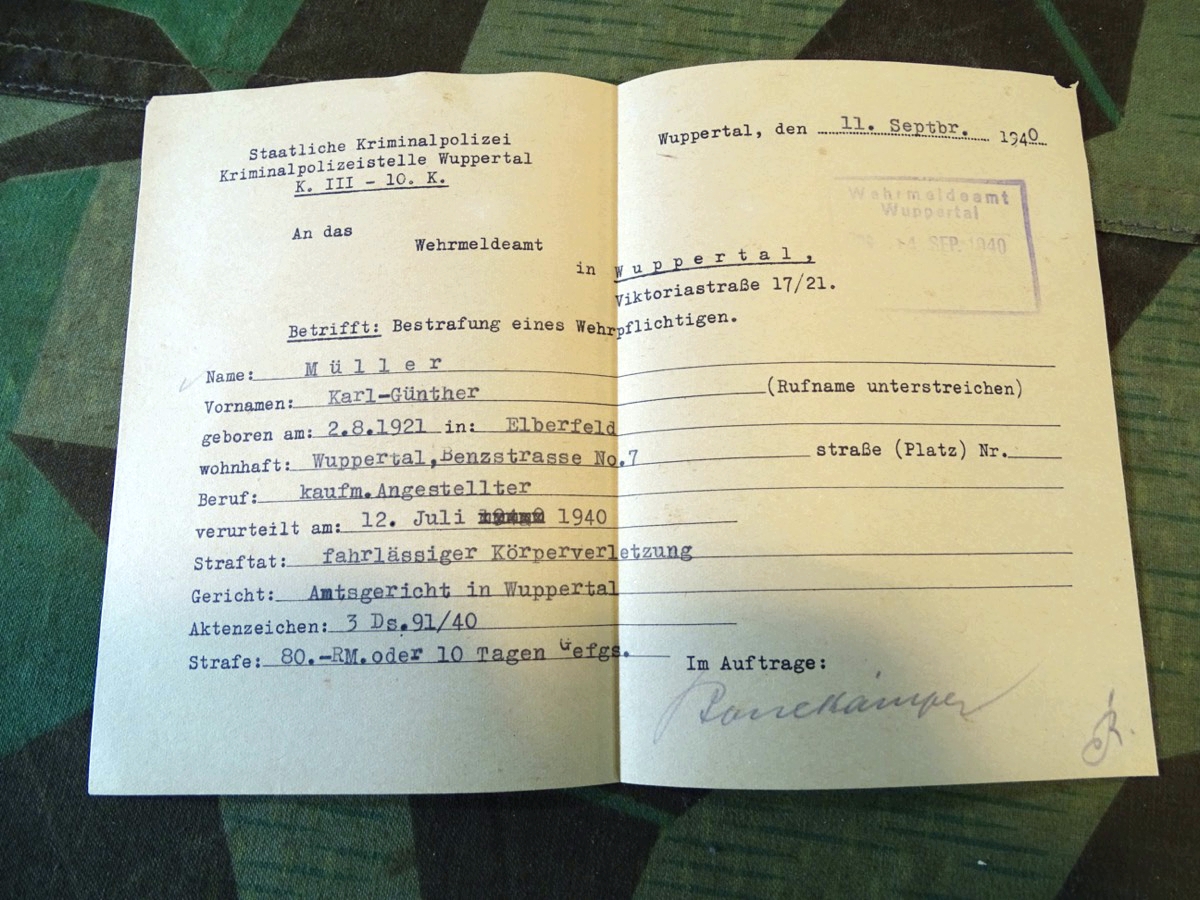 Staatliche Kriminalpolizei
Kriminalpolizeistelle Wuppertal
K. III - 10. K.
Wuppertal, den 11. Septbr. 1940
Wehrmeldeamt
Wuppertal
4. SEP. 1940
An das
Wehrmeldeamt
in Wuppertal,
Viktoriastraße 17/21.
Betrifft: Bestrafung eines Wehrpflichtigen.
Name: Müller
Vornamen: Karl-Günther (Rufname unterstreichen)
geboren am: 2.8.1921 in: Elberfeld
wohnhaft: Wuppertal,Benzstrasse No.7 straße (Platz) Nr.
Beruf: kaufm.Angestellter
verurteilt am: 12. Juli 1940
Straftat: fahrlässiger Körperverletzung
Gericht: Amtsgericht in Wuppertal
Aktenzeichen: 3 Ds.91/40
Strafe: 80.-RM.oder 10 Tagen Gefgs.
Im Auftrage: